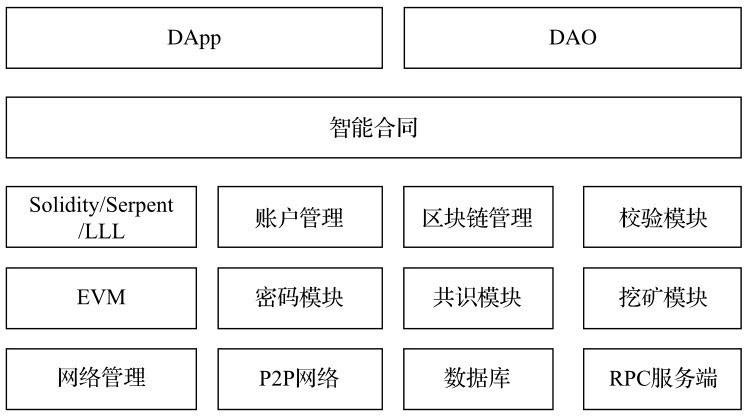 DApp
DAO
智能合同
Solidity/Serpent
/LLL
账户管理
区块链管理
校验模块
EVM
密码模块
共识模块
挖矿模块
网络管理
P2P网络
数据库
RPC服务端